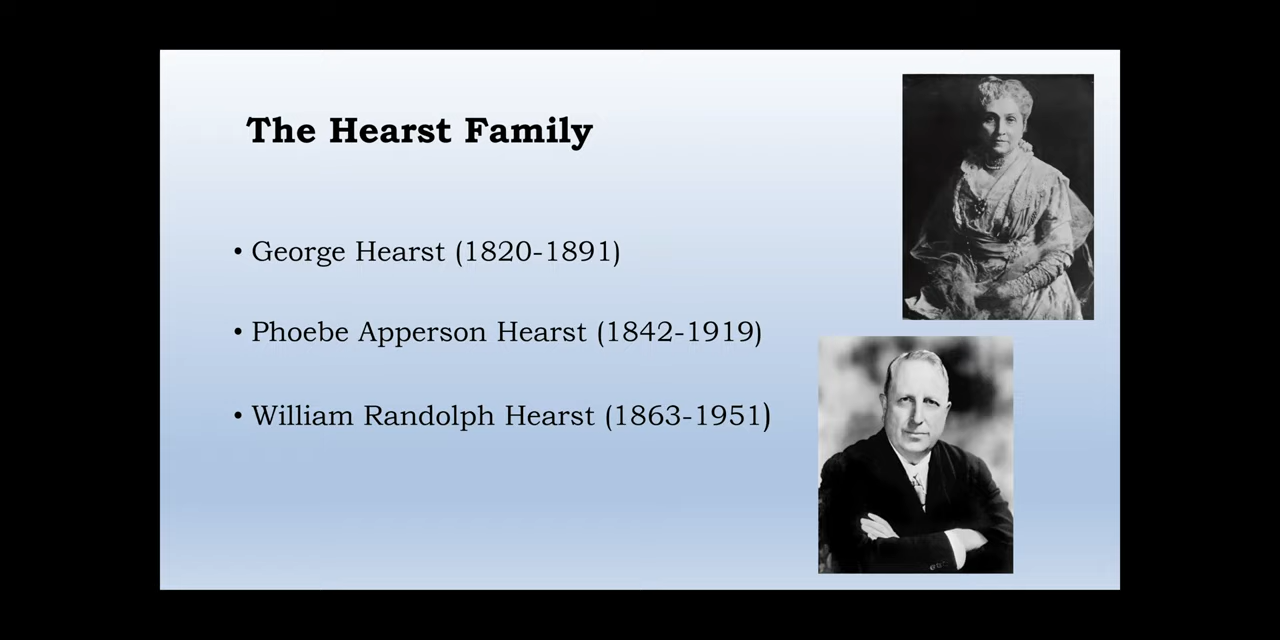 The Hearst Family
• George Hearst (1820-1891)
• Phoebe Apperson Hearst (1842-1919)
• William Randolph Hearst (1863-1951)